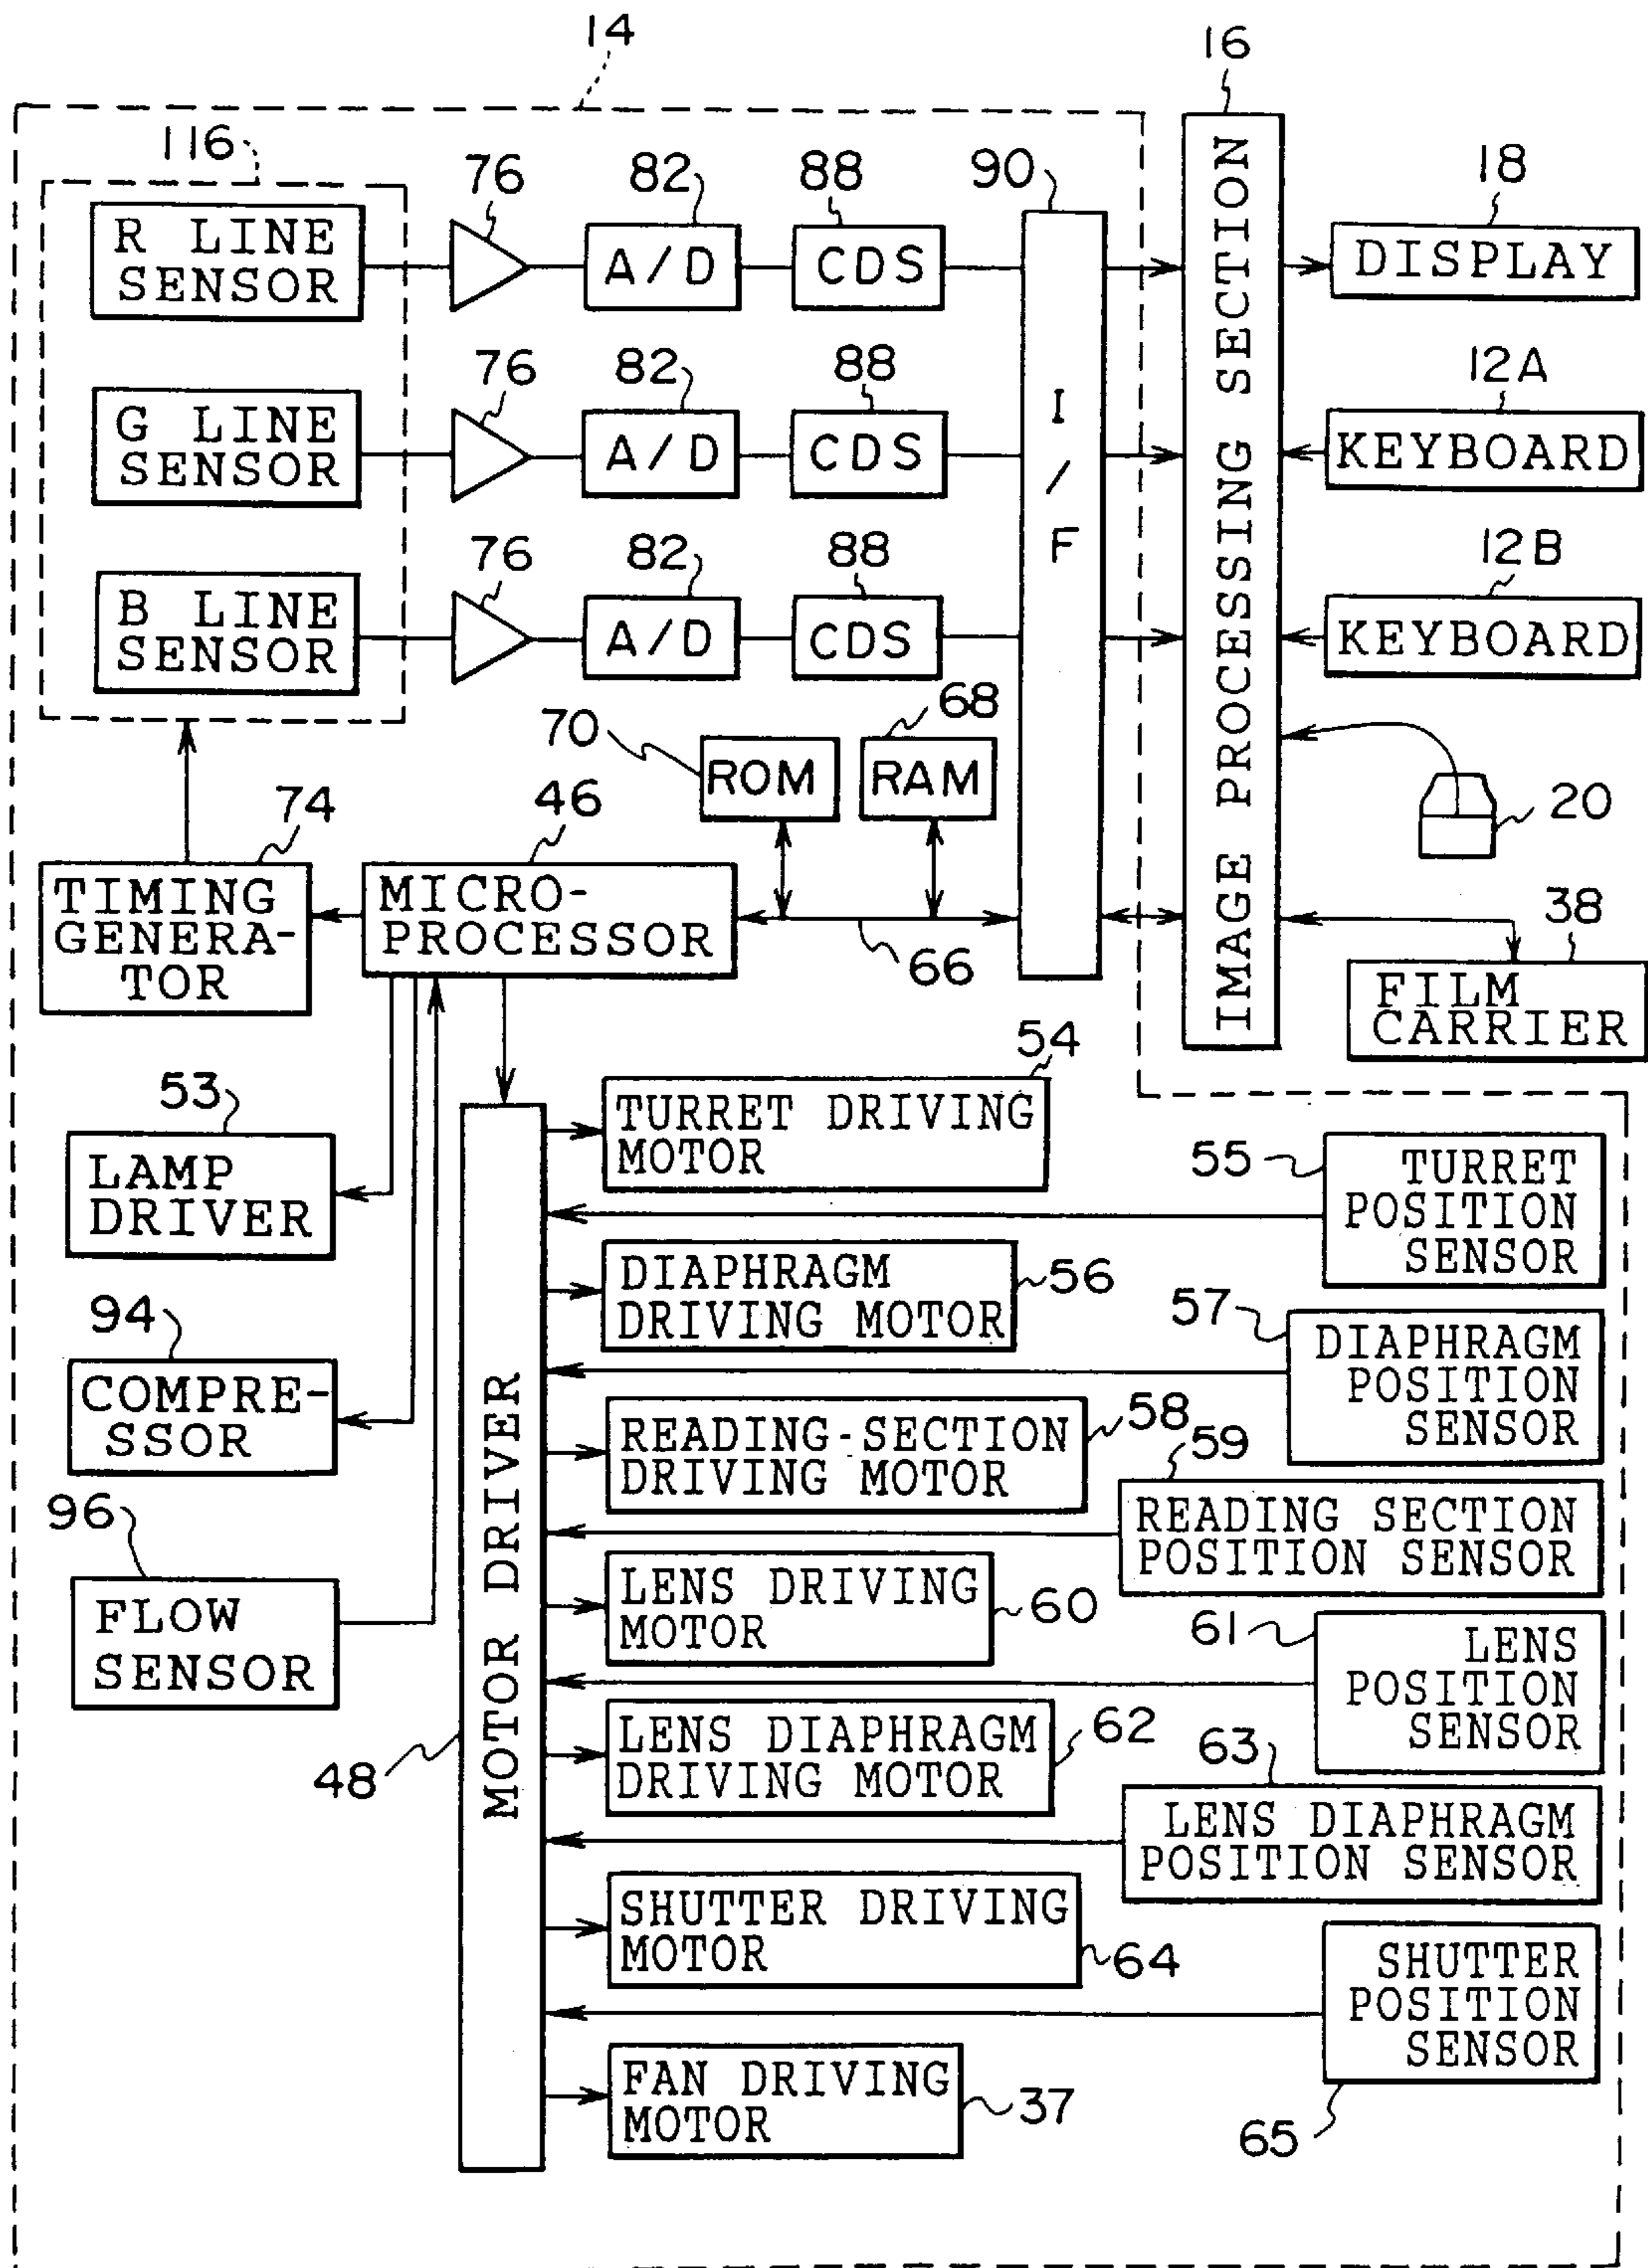 14
16
116
76
82
88
90
18
R LINE
SENSOR
A/D
CDS
DISPLAY
76
82
88
12A
G LINE
SENSOR
A/D
CDS
I
/
F
KEYBOARD
76
82
88
12B
B LINE
SENSOR
A/D
CDS
KEYBOARD
IMAGE PROCESSING SECTION
70
68
ROM
RAM
20
74
46
TIMING
GENERA-
TOR
MICRO-
PROCESSOR
66
38
FILM
CARRIER
54
53
TURRET DRIVING
MOTOR
55
TURRET
POSITION
SENSOR
LAMP
DRIVER
DIAPHRAGM
DRIVING MOTOR
56
94
57
DIAPHRAGM
POSITION
SENSOR
COMPRE-
SSOR
READING-SECTION
DRIVING MOTOR
58
59
96
READING SECTION
POSITION SENSOR
FLOW
SENSOR
LENS DRIVING
MOTOR
60
61
LENS
POSITION
SENSOR
MOTOR DRIVER
48
LENS DIAPHRAGM
DRIVING MOTOR
62
63
LENS DIAPHRAGM
POSITION SENSOR
SHUTTER DRIVING
MOTOR
64
SHUTTER
POSITION
SENSOR
65
FAN DRIVING
MOTOR
37